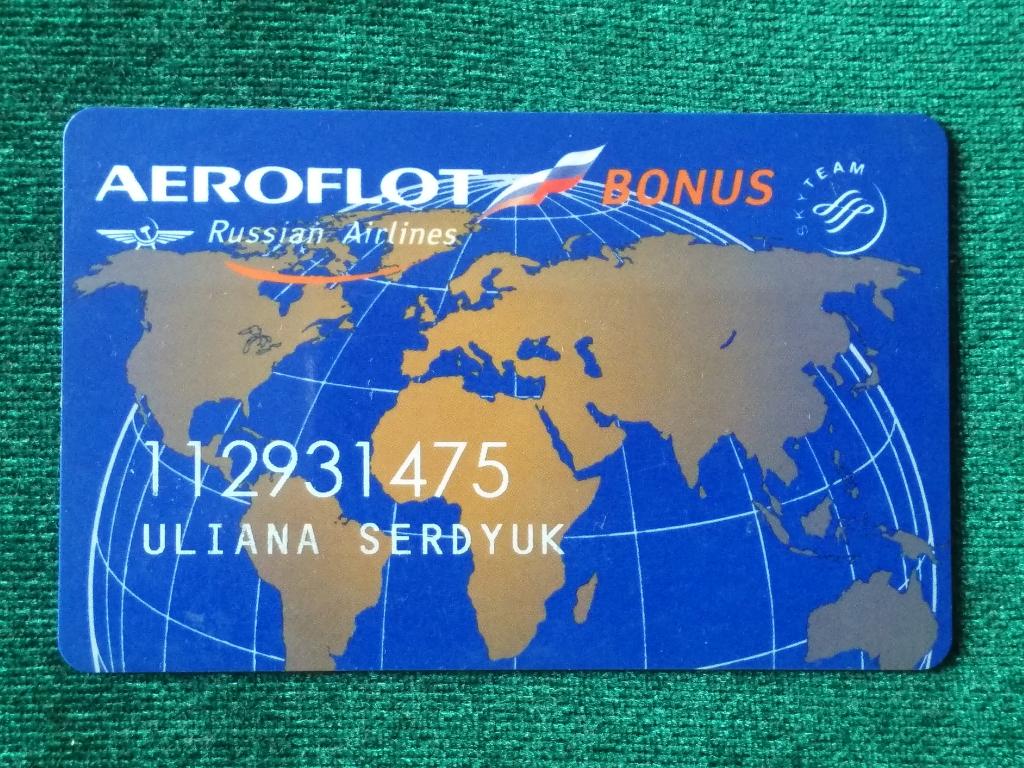 AEROFLOT BONUS
Russian Airlines
SKYTEAM
112931475
ULIANA SERDYUK